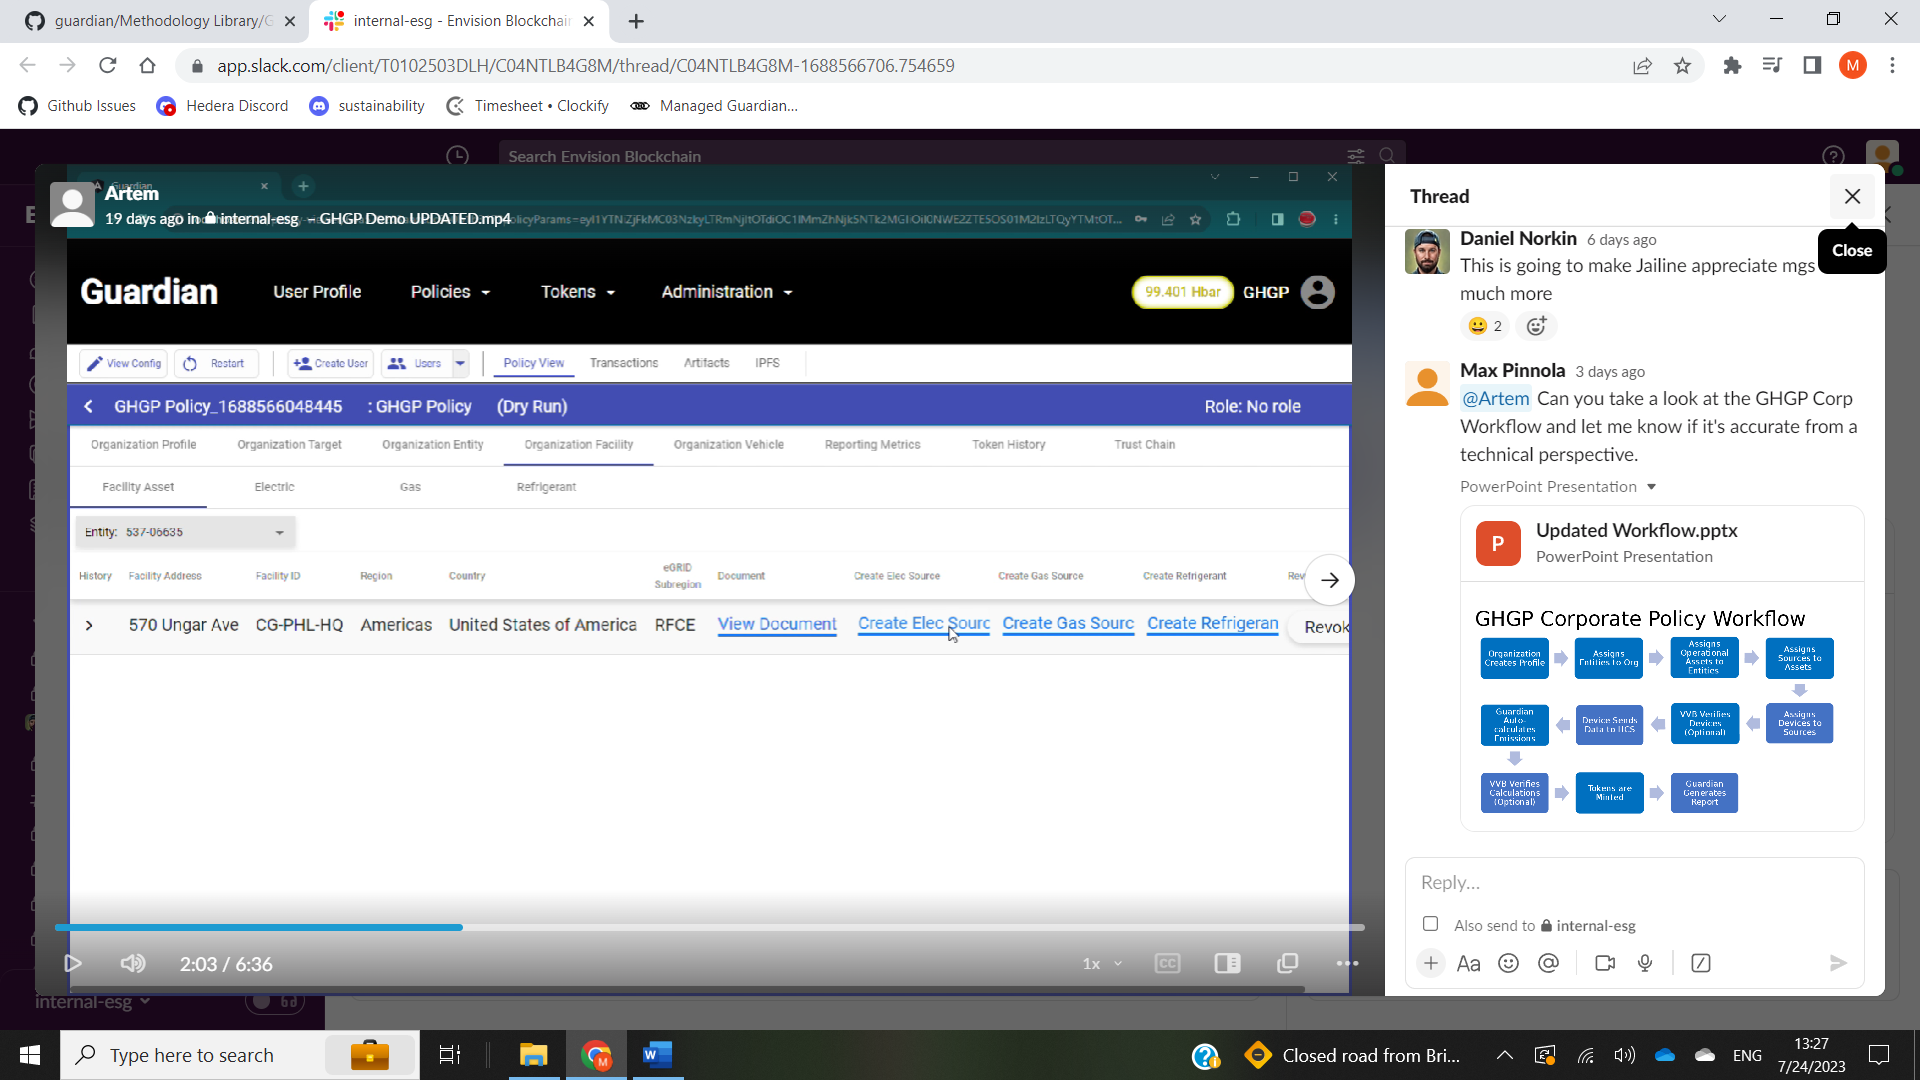 guardian/Methodology Library/G
internal-esg - Envision Blockchain
app.slack.com/client/T0102503DLH/C04NTLB4G8M/thread/C04NTLB4G8M-1688566706.754659
M
Github Issues
Hedera Discord
sustainability
Timesheet • Clockify
Managed Guardian...
Search Envision Blockchain
Artem
19 days ago in internal-esg – GHGP Demo UPDATED.mp4
Guardian
User Profile
Policies
Tokens
Administration
99.401 Hbar
GHGP
View Config
Restart
Create User
Users
Policy View
Transactions
Artifacts
IPFS
GHGP Policy_1688566048445 : GHGP Policy (Dry Run)
Role: No role
Organization Profile
Organization Target
Organization Entity
Organization Facility
Organization Vehicle
Reporting Metrics
Token History
Trust Chain
Facility Asset
Electric
Gas
Refrigerant
Entity: 537-06635
History
Facility Address
Facility ID
Region
Country
eGRID
Subregion
Document
Create Elec Source
Create Gas Source
Create Refrigerant
Rev
570 Ungar Ave
CG-PHL-HQ
Americas
United States of America
RFCE
View Document
Create Elec Sourc
Create Gas Sourc
Create Refrigeran
Revok
2:03 / 6:36
1x
CC
internal-esg
Thread
Close
Daniel Norkin 6 days ago
This is going to make Jailine appreciate mgs
much more
2
Max Pinnola 3 days ago
@Artem Can you take a look at the GHGP Corp
Workflow and let me know if it's accurate from a
technical perspective.
PowerPoint Presentation
P
Updated Workflow.pptx
PowerPoint Presentation
GHGP Corporate Policy Workflow
Organization
Creates Profile
Assigns
Entities to Org
Assigns
Operational
Assets to
Entities
Assigns
Sources to
Assets
Guardian
Auto-
calculates
Emissions
Device Sends
Data to HCS
VVB Verifies
Devices
(Optional)
Assigns
Devices to
Sources
VVB Verifies
Calculations
(Optional)
Tokens are
Minted
Guardian
Generates
Report
Reply...
Also send to internal-esg
Aa
Type here to search
Closed road from Bri...
ENG
13:27
7/24/2023